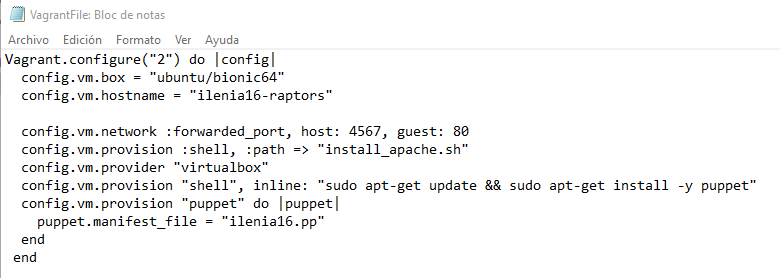 VagrantFile: Bloc de notas
Archivo Edición Formato Ver Ayuda
Vagrant.configure("2") do |config|
  config.vm.box = "ubuntu/bionic64"
  config.vm.hostname = "ilenia16-raptors"

  config.vm.network :forwarded_port, host: 4567, guest: 80
  config.vm.provision :shell, :path => "install_apache.sh"
  config.vm.provider "virtualbox"
  config.vm.provision "shell", inline: "sudo apt-get update && sudo apt-get install -y puppet"
  config.vm.provision "puppet" do |puppet|
    puppet.manifest_file = "ilenia16.pp"
  end
 end